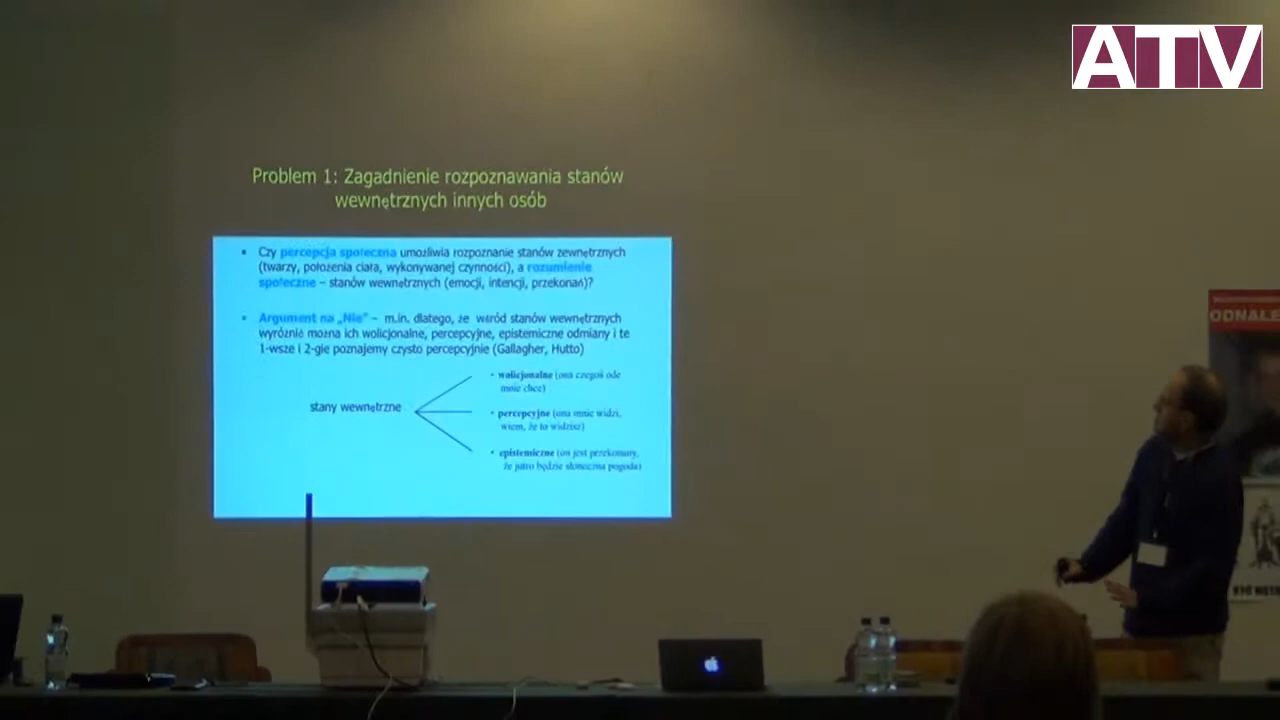 ATV
Problem 1: Zagadnienie rozpoznawania stanów
wewnętrznych innych osób
• Czy percepcja społeczna umożliwia rozpoznanie stanów zewnętrznych
(twarzy, położenia ciała, wykonywanej czynności), a rozumienie
społeczne – stanów wewnętrznych (emocji, intencji, przekonań)?
• Argument na „Nie” – m.in. dlatego, że wśród stanów wewnętrznych
wyróżnić można ich wolicjonalne, percepcyjne, epistemiczne odmiany i te
1-wsze i 2-gie poznajemy czysto percepcyjnie (Gallagher, Hutto)
stany wewnętrzne
• wolicjonalne (ona czegoś ode
mnie chce)
• percepcyjne (ona mnie widzi,
wiem, że to widzisz)
• epistemiczne (on jest przekonany,
że jutro będzie słoneczna pogoda)
ODNALE